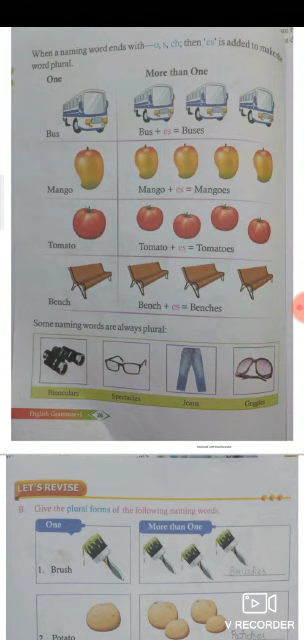 When a naming word ends with—o, s, ch; then 'es' is added to make the
word plural.
One More than One
Bus Bus + es = Buses
Mango Mango + es = Mangoes
Tomato Tomato + es = Tomatoes
Bench Bench + es = Benches
Some naming words are always plural:
Binoculars Spectacles Jeans Goggles
English Grammar-1 26
LET'S REVISE
B. Give the plural forms of the following naming words.
One More than One
1. Brush Brushes
2. Potato Potatoes
V RECORDER